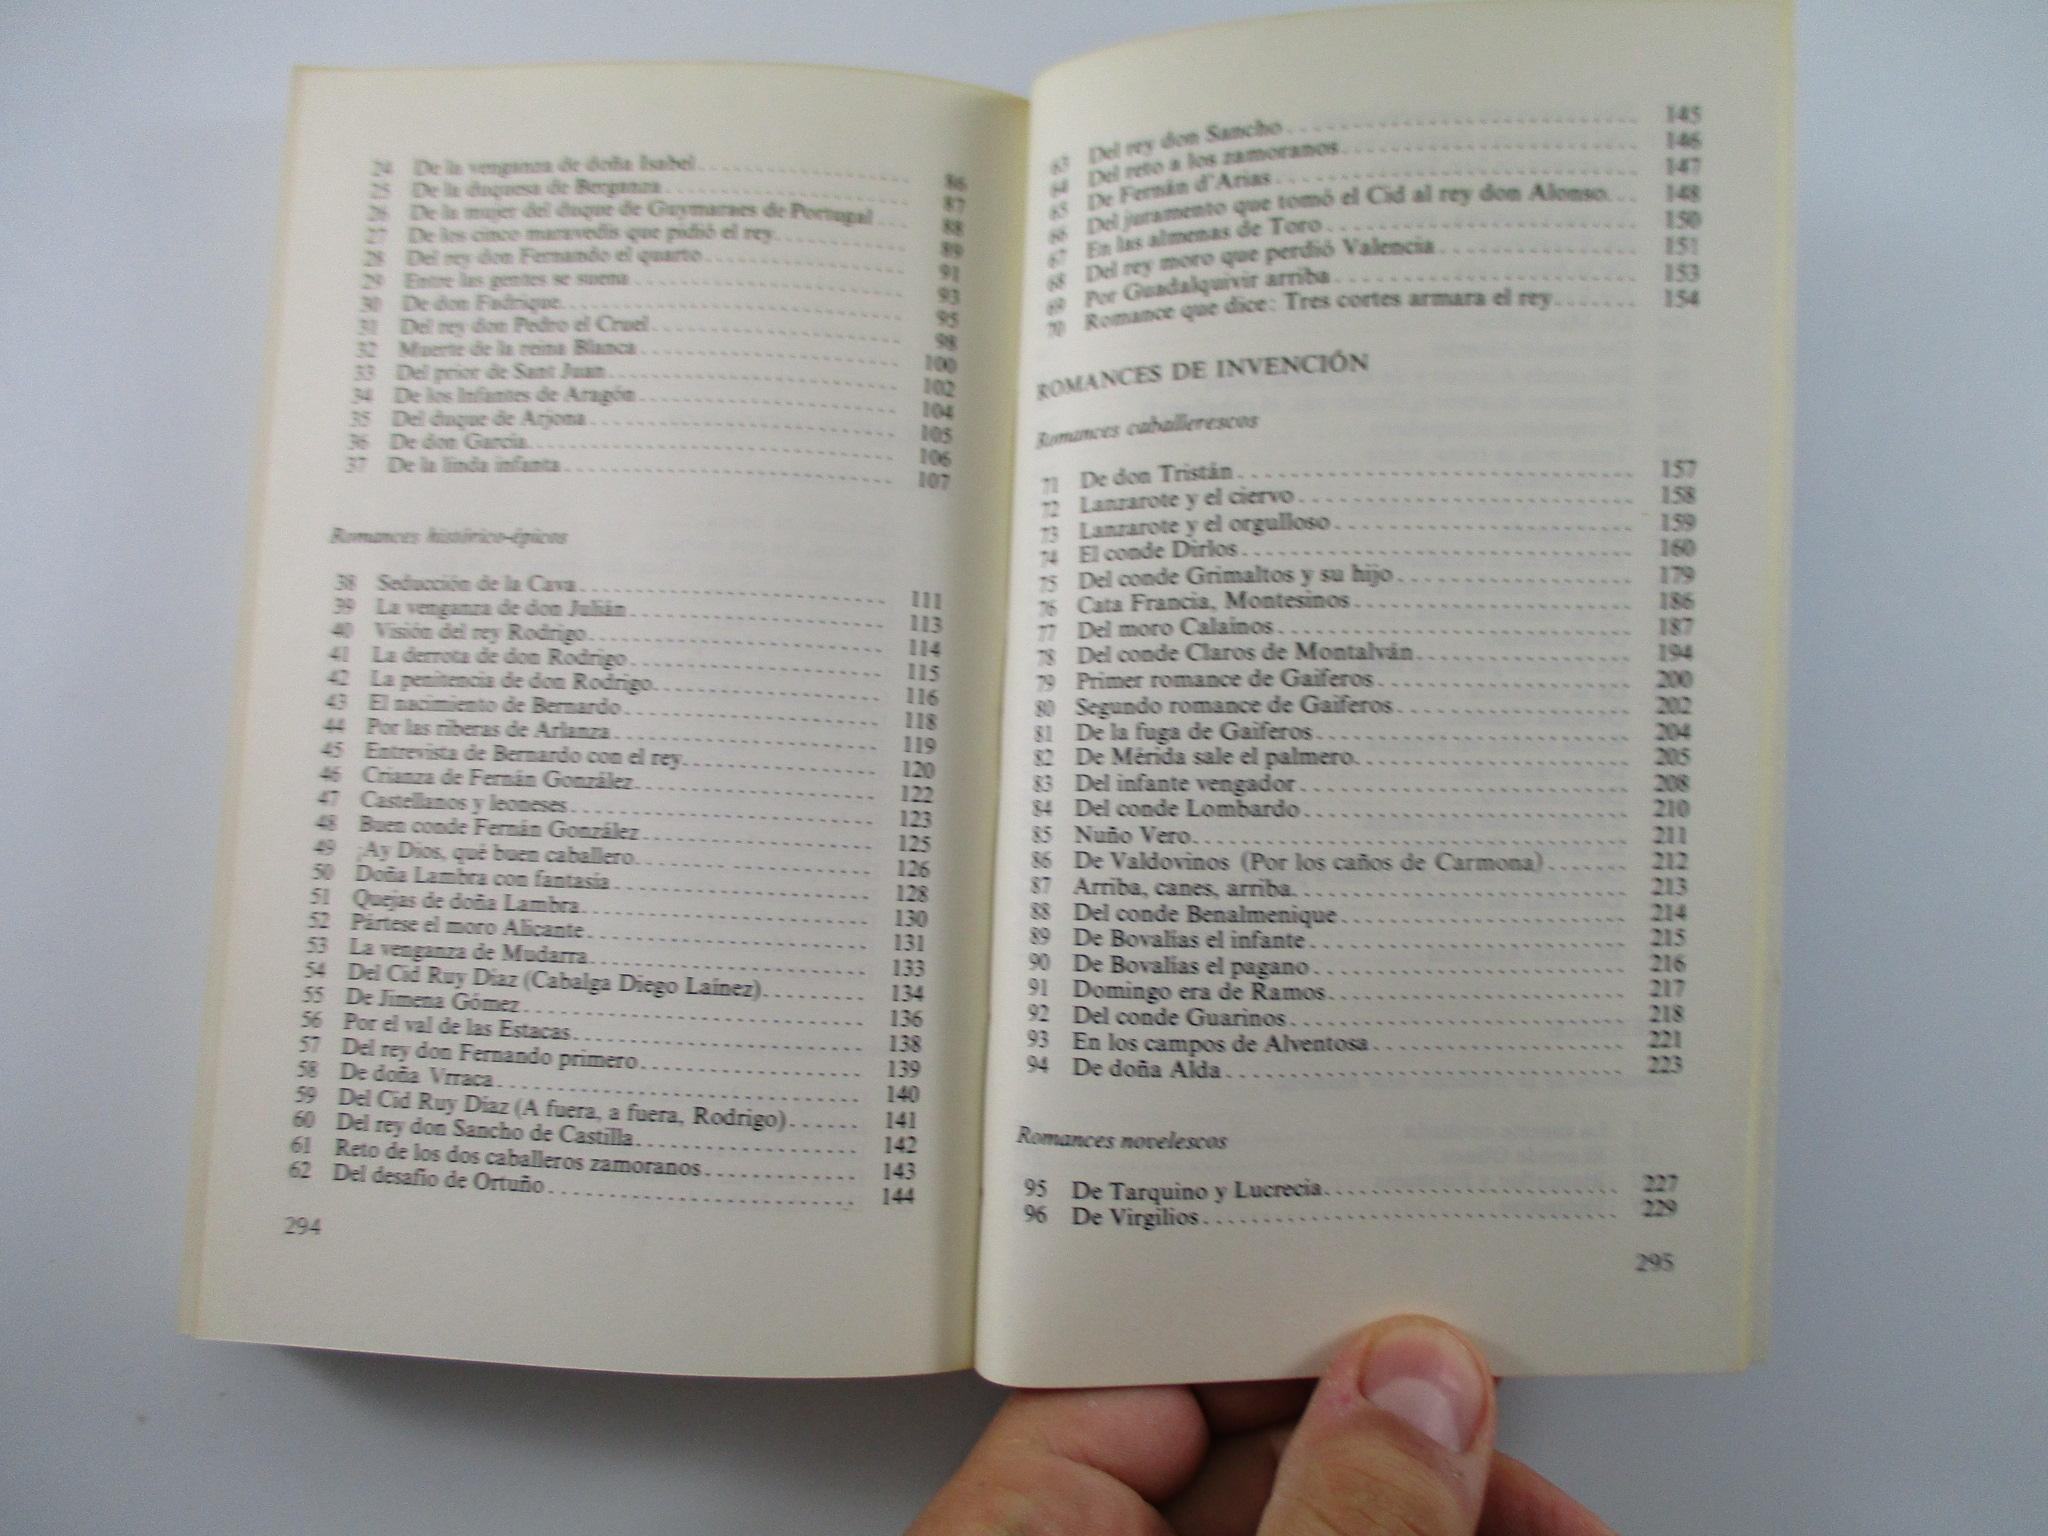 24 De la venganza de doña Isabel 86
25 De la duquesa de Berganza 87
26 De la mujer del duque de Guymaraes de Portugal 88
27 De los cinco maravedís que pidió el rey 89
28 Del rey don Fernando el quarto 91
29 Entre las gentes se suena 93
30 De don Fadrique 95
31 Del rey don Pedro el Cruel 98
32 Muerte de la reina Blanca 100
33 Del prior de Sant Juan 102
34 De los Infantes de Aragón 104
35 Del duque de Arjona 105
36 De don García 106
37 De la linda infanta 107
Romances histórico-épicos
38 Seducción de la Cava 111
39 La venganza de don Julián 113
40 Visión del rey Rodrigo 114
41 La derrota de don Rodrigo 115
42 La penitencia de don Rodrigo 116
43 El nacimiento de Bernardo 118
44 Por las riberas de Arlanza 119
45 Entrevista de Bernardo con el rey 120
46 Crianza de Fernán González 122
47 Castellanos y leoneses 123
48 Buen conde Fernán González 125
49 ¡Ay Dios, qué buen caballero 126
50 Doña Lambra con fantasía 128
51 Quejas de doña Lambra 130
52 Pártese el moro Alicante 131
53 La venganza de Mudarra 133
54 Del Cid Ruy Díaz (Cabalga Diego Laínez) 134
55 De Jimena Gómez 136
56 Por el val de las Estacas 138
57 Del rey don Fernando primero 139
58 De doña Vrraca 140
59 Del Cid Ruy Díaz (A fuera, a fuera, Rodrigo) 141
60 Del rey don Sancho de Castilla 142
61 Reto de los dos caballeros zamoranos 143
62 Del desafío de Ortuño 144
294
63 Del rey don Sancho 145
64 Del reto a los zamoranos 146
65 De Fernán d'Arias 147
66 Del juramento que tomó el Cid al rey don Alonso 148
67 En las almenas de Toro 150
68 Del rey moro que perdió Valencia 151
69 Por Guadalquivir arriba 153
70 Romance que dice: Tres cortes armara el rey 154
ROMANCES DE INVENCIÓN
Romances caballerescos
71 De don Tristán 157
72 Lanzarote y el ciervo 158
73 Lanzarote y el orgulloso 159
74 El conde Dirlos 160
75 Del conde Grimaltos y su hijo 179
76 Cata Francia, Montesinos 186
77 Del moro Calaínos 187
78 Del conde Claros de Montalván 194
79 Primer romance de Gaiferos 200
80 Segundo romance de Gaiferos 202
81 De la fuga de Gaiferos 204
82 De Mérida sale el palmero 205
83 Del infante vengador 208
84 Del conde Lombardo 210
85 Nuño Vero 211
86 De Valdovinos (Por los caños de Carmona) 212
87 Arriba, canes, arriba 213
88 Del conde Benalmenique 214
89 De Bovalías el infante 215
90 De Bovalías el pagano 216
91 Domingo era de Ramos 217
92 Del conde Guarinos 218
93 En los campos de Alventosa 221
94 De doña Alda 223
Romances novelescos
95 De Tarquino y Lucrecia 227
96 De Virgilios 229
295